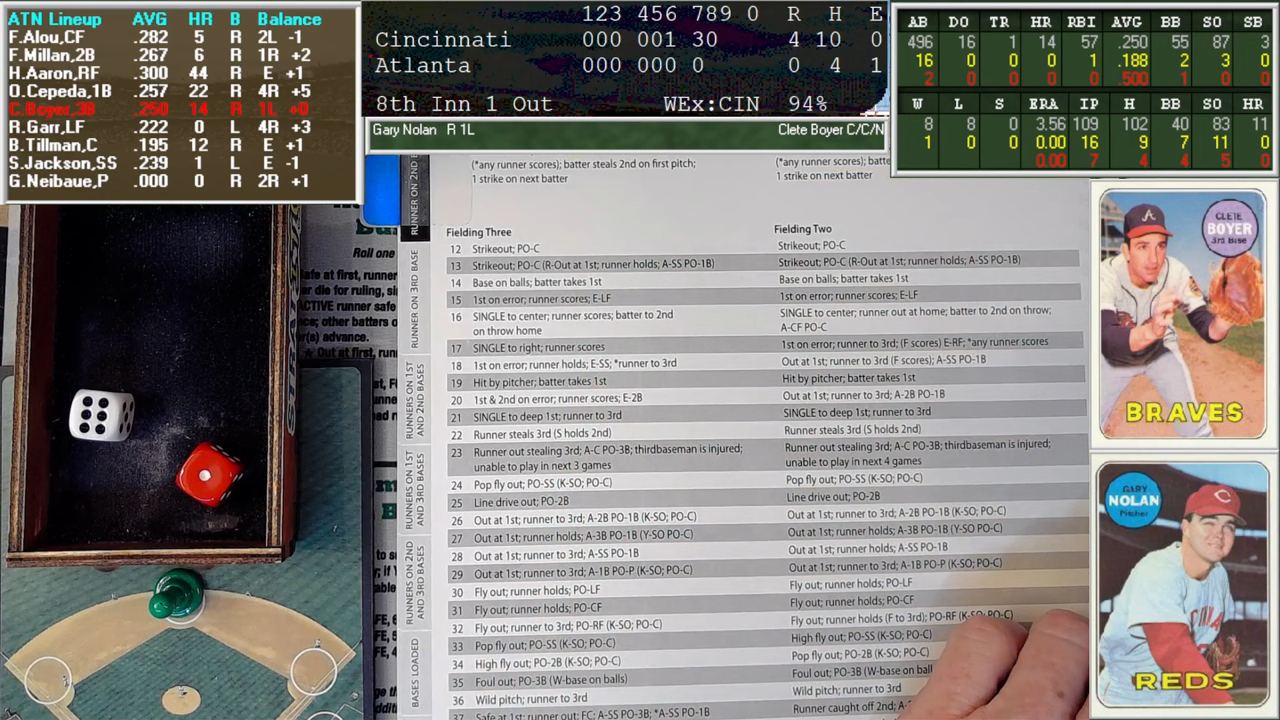 ATN Lineup AVG HR B Balance
F.Alou,CF .282 5 R 2L -1
F.Millan,2B .267 6 R 1R +2
H.Aaron,RF .300 44 R E +1
O.Cepeda,1B .257 22 R 4R +5
C.Boyer,3B .250 14 R 1L +0
R.Garr,LF .222 0 L 4R +3
B.Tillman,C .195 12 R E +1
S.Jackson,SS .239 1 L E -1
G.Neibaue,P .000 0 R 2R +1
123 456 789 0 R H E
Cincinnati 000 001 30 4 10 0
Atlanta 000 000 0 0 4 1
8th Inn 1 Out WEx:CIN 94%
Gary Nolan R 1L Clete Boyer C/C/N
AB DO TR HR RBI AVG BB SO SB
496 16 1 14 57 .250 55 87 3
16 0 0 0 1 .188 2 3 0
2 0 0 0 0 .500 1 0 0
W L S ERA IP H BB SO HR
8 8 0 3.56 109 102 40 83 11
1 0 0 0.00 16 9 7 11 0
0.00 7 4 4 5 0
CLETE
BOYER
3rd Base
BRAVES
GARY
NOLAN
Pitcher
REDS
RUNNER ON 3RD BASE
RUNNERS ON 1ST
AND 2ND BASES
RUNNERS ON 1ST
AND 3RD BASES
RUNNERS ON 2ND
AND 3RD BASES
BASES LOADED
(*any runner scores); batter steals 2nd on first pitch;
1 strike on next batter
(*any runner scores); batte
1 strike on next batter
Fielding Three
12 Strikeout; PO-C
13 Strikeout; PO-C (R-Out at 1st; runner holds; A-SS PO-1B)
14 Base on balls; batter takes 1st
15 1st on error; runner scores; E-LF
16 SINGLE to center; runner scores; batter to 2nd
on throw home
17 SINGLE to right; runner scores
18 1st on error; runner holds; E-SS; *runner to 3rd
19 Hit by pitcher; batter takes 1st
20 1st & 2nd on error; runner scores; E-2B
21 SINGLE to deep 1st; runner to 3rd
22 Runner steals 3rd (S holds 2nd)
23 Runner out stealing 3rd; A-C PO-3B; thirdbaseman is injured;
unable to play in next 3 games
24 Pop fly out; PO-SS (K-SO; PO-C)
25 Line drive out; PO-2B
26 Out at 1st; runner to 3rd; A-2B PO-1B (K-SO; PO-C)
27 Out at 1st; runner holds; A-3B PO-1B (Y-SO PO-C)
28 Out at 1st; runner to 3rd; A-SS PO-1B
29 Out at 1st; runner to 3rd; A-1B PO-P (K-SO; PO-C)
30 Fly out; runner holds; PO-LF
31 Fly out; runner holds; PO-CF
32 Fly out; runner to 3rd; PO-RF (K-SO; PO-C)
33 Pop fly out; PO-SS (K-SO; PO-C)
34 High fly out; PO-2B (K-SO; PO-C)
35 Foul out; PO-3B (W-base on balls)
36 Wild pitch; runner to 3rd
37 Safe at 1st; runner out; FC; A-SS PO-3B; *A-SS PO-1B
Fielding Two
Strikeout; PO-C
Strikeout; PO-C (R-Out at 1st; runner holds; A-SS PO-1B)
Base on balls; batter takes 1st
1st on error; runner scores; E-LF
SINGLE to center; runner out at home; batter to 2nd on throw;
A-CF PO-C
1st on error; runner to 3rd; (F scores) E-RF; *any runner scores
Out at 1st; runner to 3rd (F scores); A-SS PO-1B
Hit by pitcher; batter takes 1st
Out at 1st; runner to 3rd; A-2B PO-1B
SINGLE to deep 1st; runner to 3rd
Runner steals 3rd (S holds 2nd)
Runner out stealing 3rd; A-C PO-3B; thirdbaseman is injured;
unable to play in next 4 games
Pop fly out; PO-SS (K-SO; PO-C)
Line drive out; PO-2B
Out at 1st; runner to 3rd; A-2B PO-1B (K-SO; PO-C)
Out at 1st; runner holds; A-3B PO-1B (Y-SO PO-C)
Out at 1st; runner holds; A-SS PO-1B
Out at 1st; runner to 3rd; A-1B PO-P (K-SO; PO-C)
Fly out; runner holds; PO-LF
Fly out; runner holds; PO-CF
Fly out; runner holds (F to 3rd); PO-RF (K-SO; PO-C)
High fly out; PO-SS (K-SO; PO-C)
Pop fly out; PO-2B (K-SO; PO-C)
Foul out; PO-3B (W-base on ball
Wild pitch; runner to 3rd
Runner caught off 2nd; A-